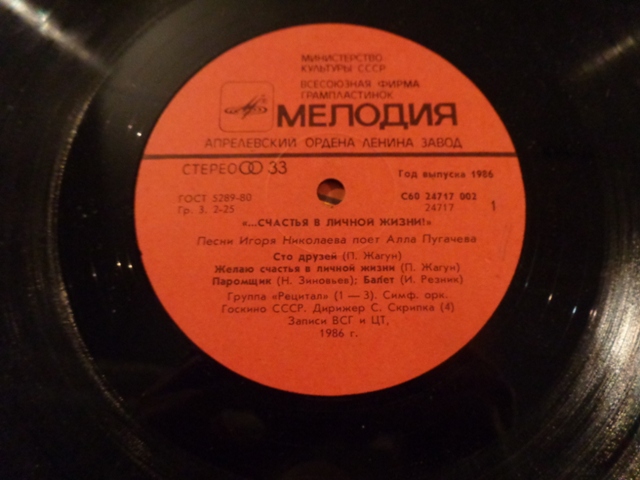 МИНИСТЕРСТВО
КУЛЬТУРЫ СССР
ВСЕСОЮЗНАЯ ФИРМА
ГРАМПЛАСТИНОК
МЕЛОДИЯ
АПРЕЛЕВСКИЙ ОРДЕНА ЛЕНИНА ЗАВОД
СТЕРЕО 33
Год выпуска 1986
ГОСТ 5289-80
С60 24717 002
Гр. 3. 2-25
24717 1
«...СЧАСТЬЯ В ЛИЧНОЙ ЖИЗНИ!»
Песни Игоря Николаева поет Алла Пугачева
Сто друзей (П. Жагун)
Желаю счастья в личной жизни (П. Жагун)
Паромщик (Н. Зиновьев); Балет (И. Резник)
Группа «Рецитал» (1 — 3). Симф. орк.
Госкино СССР. Дирижер С. Скрипка (4)
Записи ВСГ и ЦТ,
1986 г.